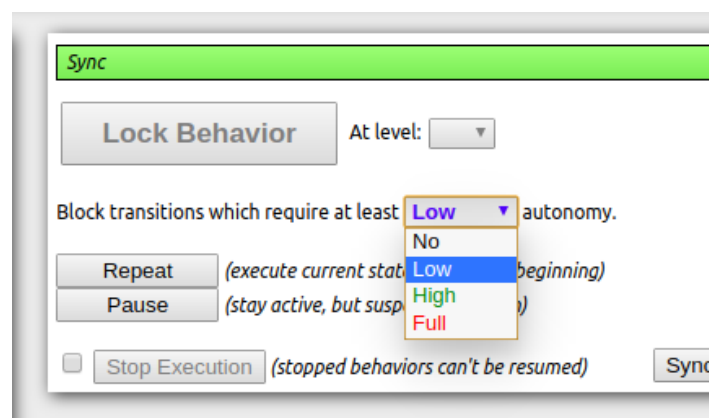 Sync
Lock Behavior At level:
Block transitions which require at least Low autonomy.
No
Repeat (execute current stat Low beginning)
High
Pause (stay active, but susp
Full
Stop Execution (stopped behaviors can't be resumed) Sync